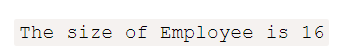 The size of Employee is 16